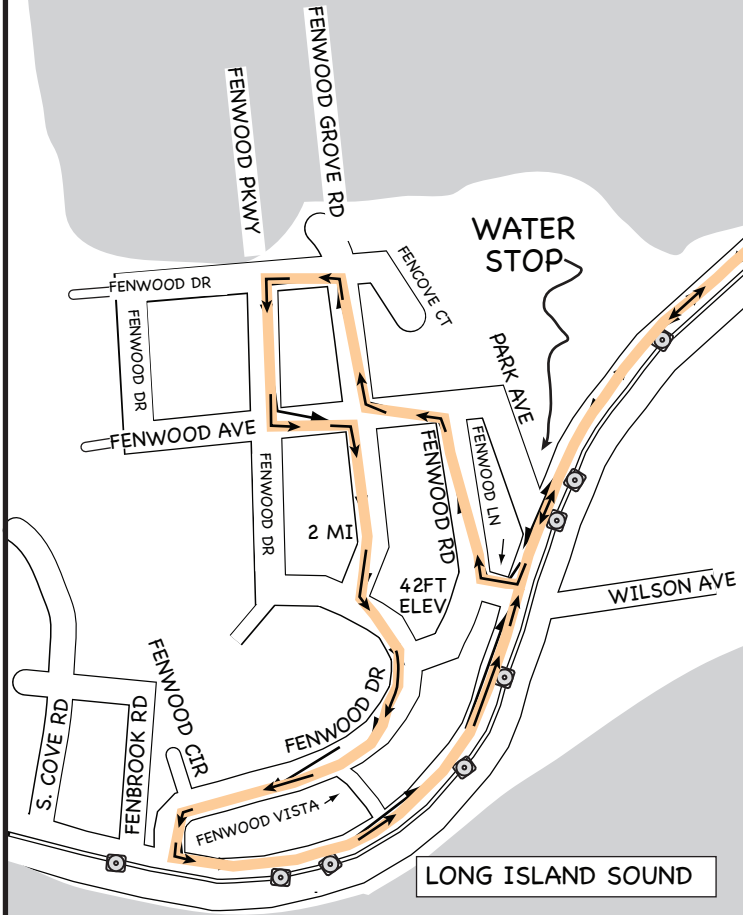 FENWOOD GROVE RD
FENWOOD PKWY
WATER
STOP
FENCOVE CT
FENWOOD DR
FENWOOD DR
PARK AVE
FENWOOD AVE
FENWOOD RD
FENWOOD LN
FENWOOD DR
2 MI
42FT
ELEV
WILSON AVE
FENWOOD CIR
FENWOOD DR
S. COVE RD
FENBROOK RD
FENWOOD VISTA
LONG ISLAND SOUND